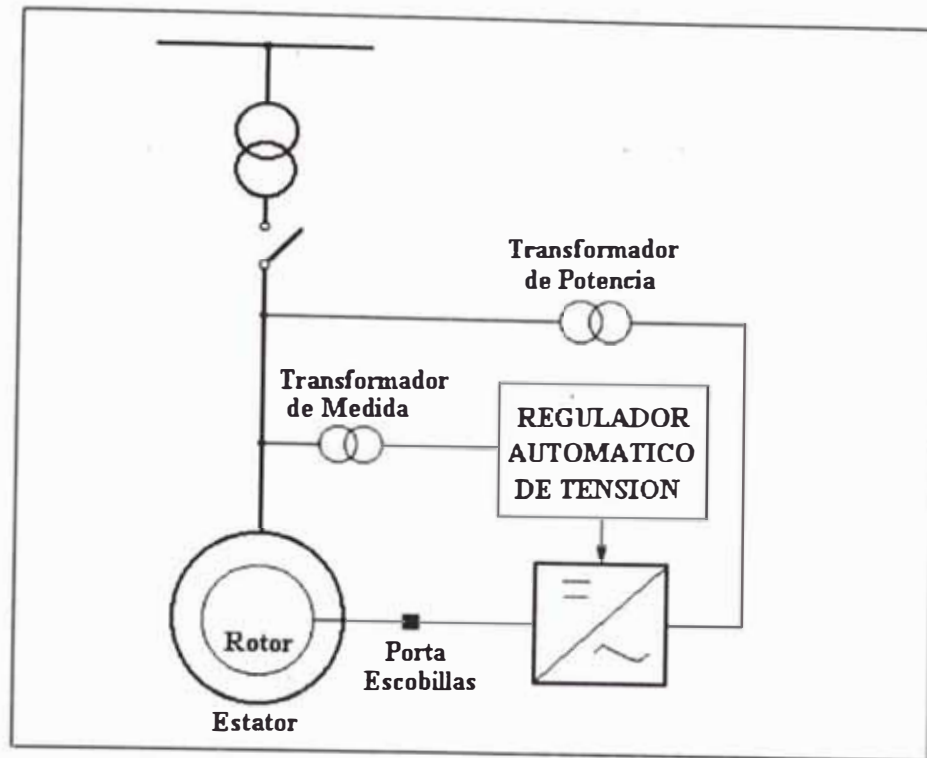 Transformador
de Potencia
Transformador
de Medida
REGULADOR
AUTOMATICO
DE TENSION
Rotor
Porta
Escobillas
Estator